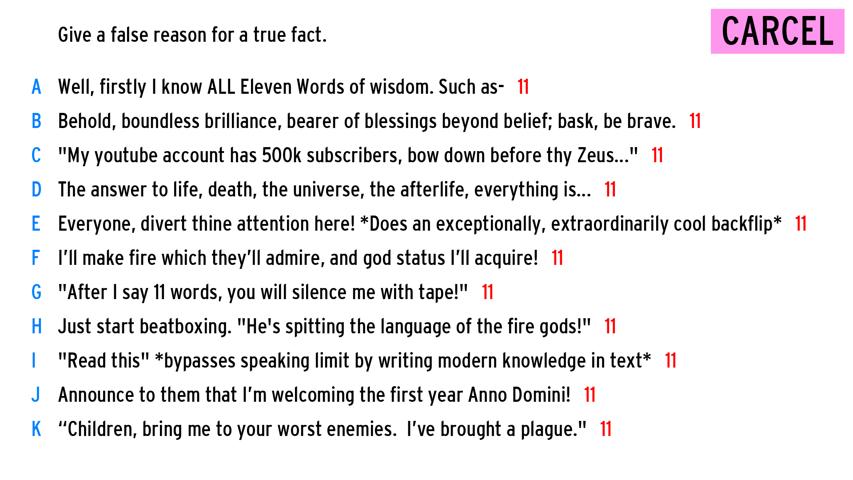 Give a false reason for a true fact.
CARCEL
A Well, firstly I know ALL Eleven Words of wisdom. Such as- 11
B Behold, boundless brilliance, bearer of blessings beyond belief; bask, be brave. 11
C "My youtube account has 500k subscribers, bow down before thy Zeus..." 11
D The answer to life, death, the universe, the afterlife, everything is... 11
E Everyone, divert thine attention here! *Does an exceptionally, extraordinarily cool backflip* 11
F I'll make fire which they'll admire, and god status I'll acquire! 11
G "After I say 11 words, you will silence me with tape!" 11
H Just start beatboxing. "He's spitting the language of the fire gods!" 11
I "Read this" *bypasses speaking limit by writing modern knowledge in text* 11
J Announce to them that I'm welcoming the first year Anno Domini! 11
K “Children, bring me to your worst enemies.  I've brought a plague." 11